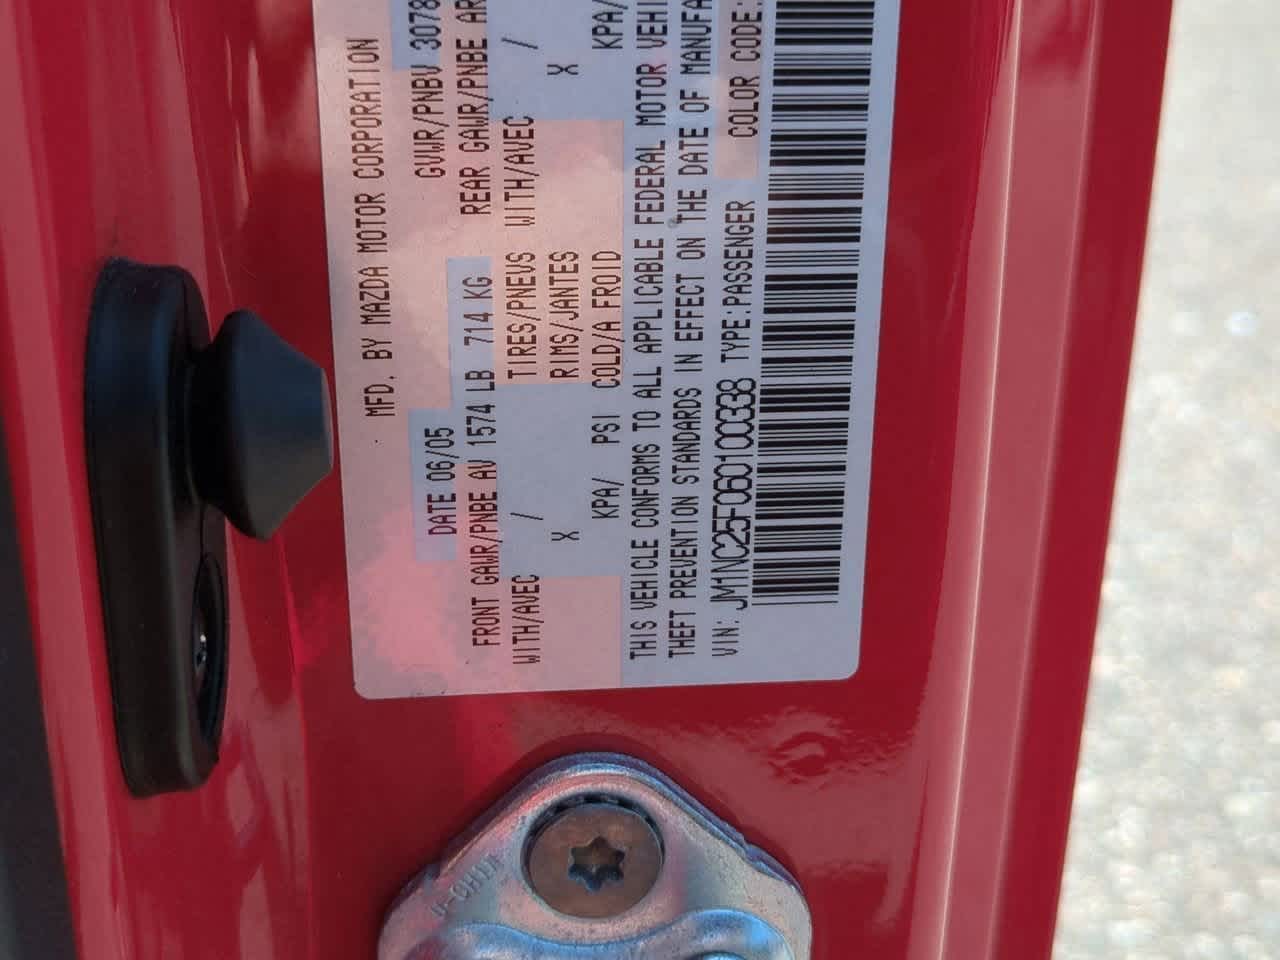 MFD. BY MAZDA MOTOR CORPORATION
DATE 06/05 GVWR/PNBV 3078
FRONT GAWR/PNBE AV 1574 LB 714 KG REAR GAWR/PNBE AR
WITH/AVEC / TIRES/PNEUS WITH/AVEC /
X RIMS/JANTES X
KPA/ PSI COLD/A FROID KPA/
THIS VEHICLE CONFORMS TO ALL APPLICABLE FEDERAL MOTOR VEHI
THEFT PREVENTION STANDARDS IN EFFECT ON THE DATE OF MANUFA
VIN: JM1NC25F060100338 TYPE:PASSENGER COLOR CODE: